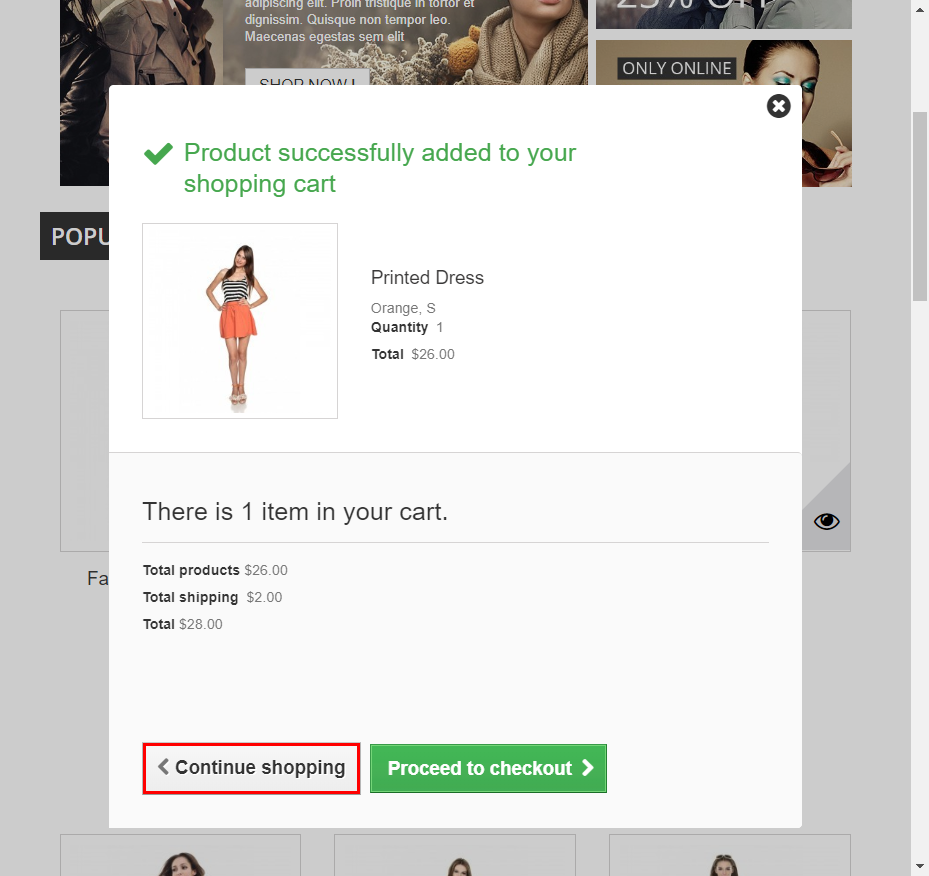 adipiscing elit. Proin tristique in tortor et
dignissim. Quisque non tempor leo.
Maecenas egestas sem elit
SHOP NOW !
25% OFF
ONLY ONLINE
Product successfully added to your
shopping cart
POPU
Printed Dress
Orange, S
Quantity 1
Total $26.00
There is 1 item in your cart.
Fa
Total products $26.00
Total shipping $2.00
Total $28.00
Continue shopping
Proceed to checkout